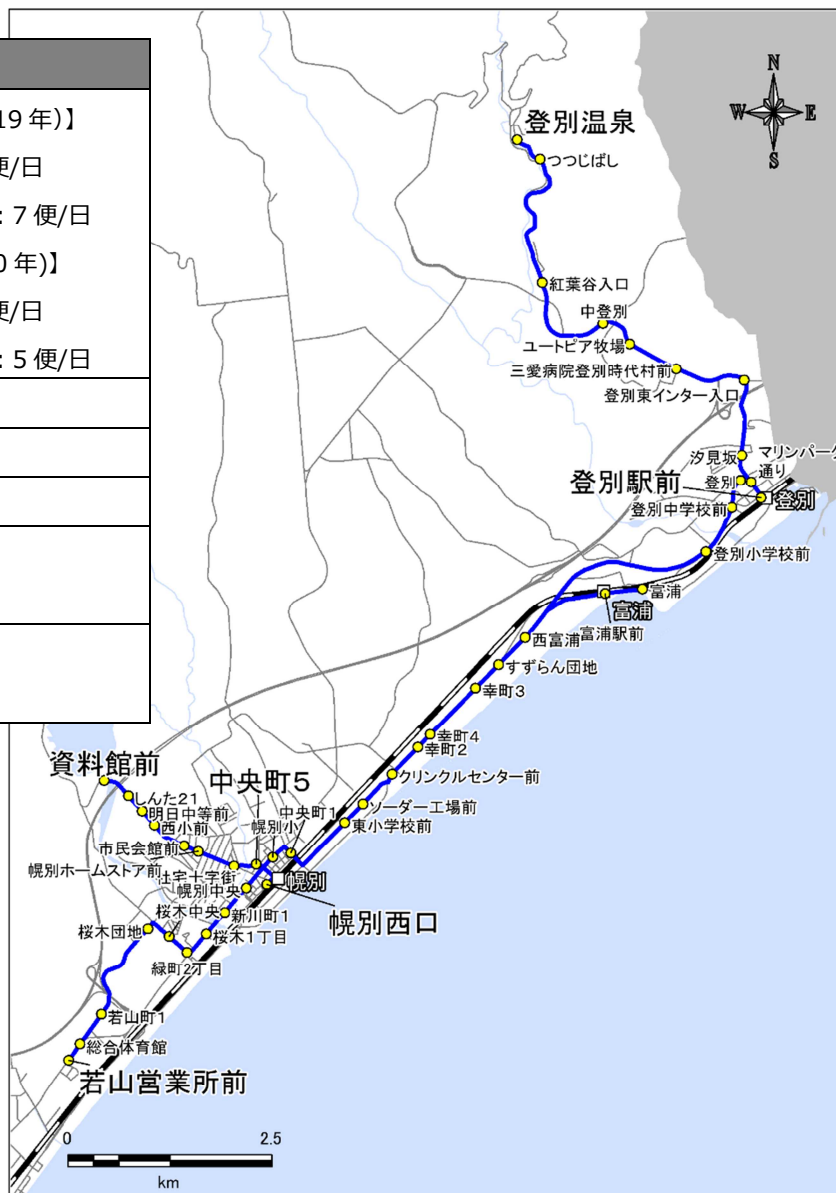 19 年)】
便/日
: 7 便/日
0 年)】
便/日
: 5 便/日
N
W
E
S
登別温泉
つつじばし
紅葉谷入口
中登別
ユートピア牧場
三愛病院登別時代村前
登別東インター入口
汐見坂
マリンパーク
通り
登別
登別駅前
登別
登別中学校前
登別小学校前
富浦
富浦
富浦駅前
西富浦
すずらん団地
幸町3
幸町4
幸町2
クリンクルセンター前
ソーダー工場前
東小学校前
資料館前
しんた21
明日中等前
西小前
市民会館前
幌別ホームストア前
中央町5
中央町1
幌別小
社宅十字街
幌別中央
幌別
幌別西口
新川町1
桜木中央
桜木1丁目
桜木団地
緑町2丁目
若山町1
総合体育館
若山営業所前
0
2.5
km